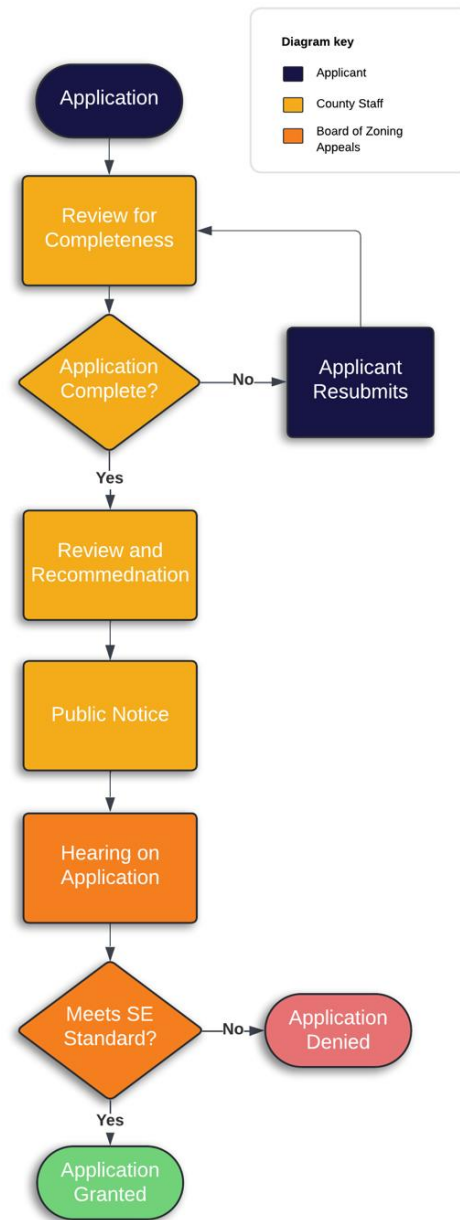 Diagram key
Applicant
County Staff
Board of Zoning
Appeals
Application
Review for
Completeness
Application
Complete?
No
Applicant
Resubmits
Yes
Review and
Recommednation
Public Notice
Hearing on
Application
Meets SE
Standard?
No
Application
Denied
Yes
Application
Granted